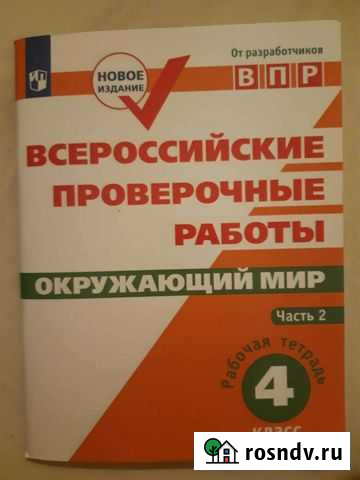 От разработчиков
НОВОЕ
ИЗДАНИЕ
ВПР
ВСЕРОССИЙСКИЕ
ПРОВЕРОЧНЫЕ
РАБОТЫ
ОКРУЖАЮЩИЙ МИР
Часть 2
Рабочая тетрадь
4
класс
rosndv.ru